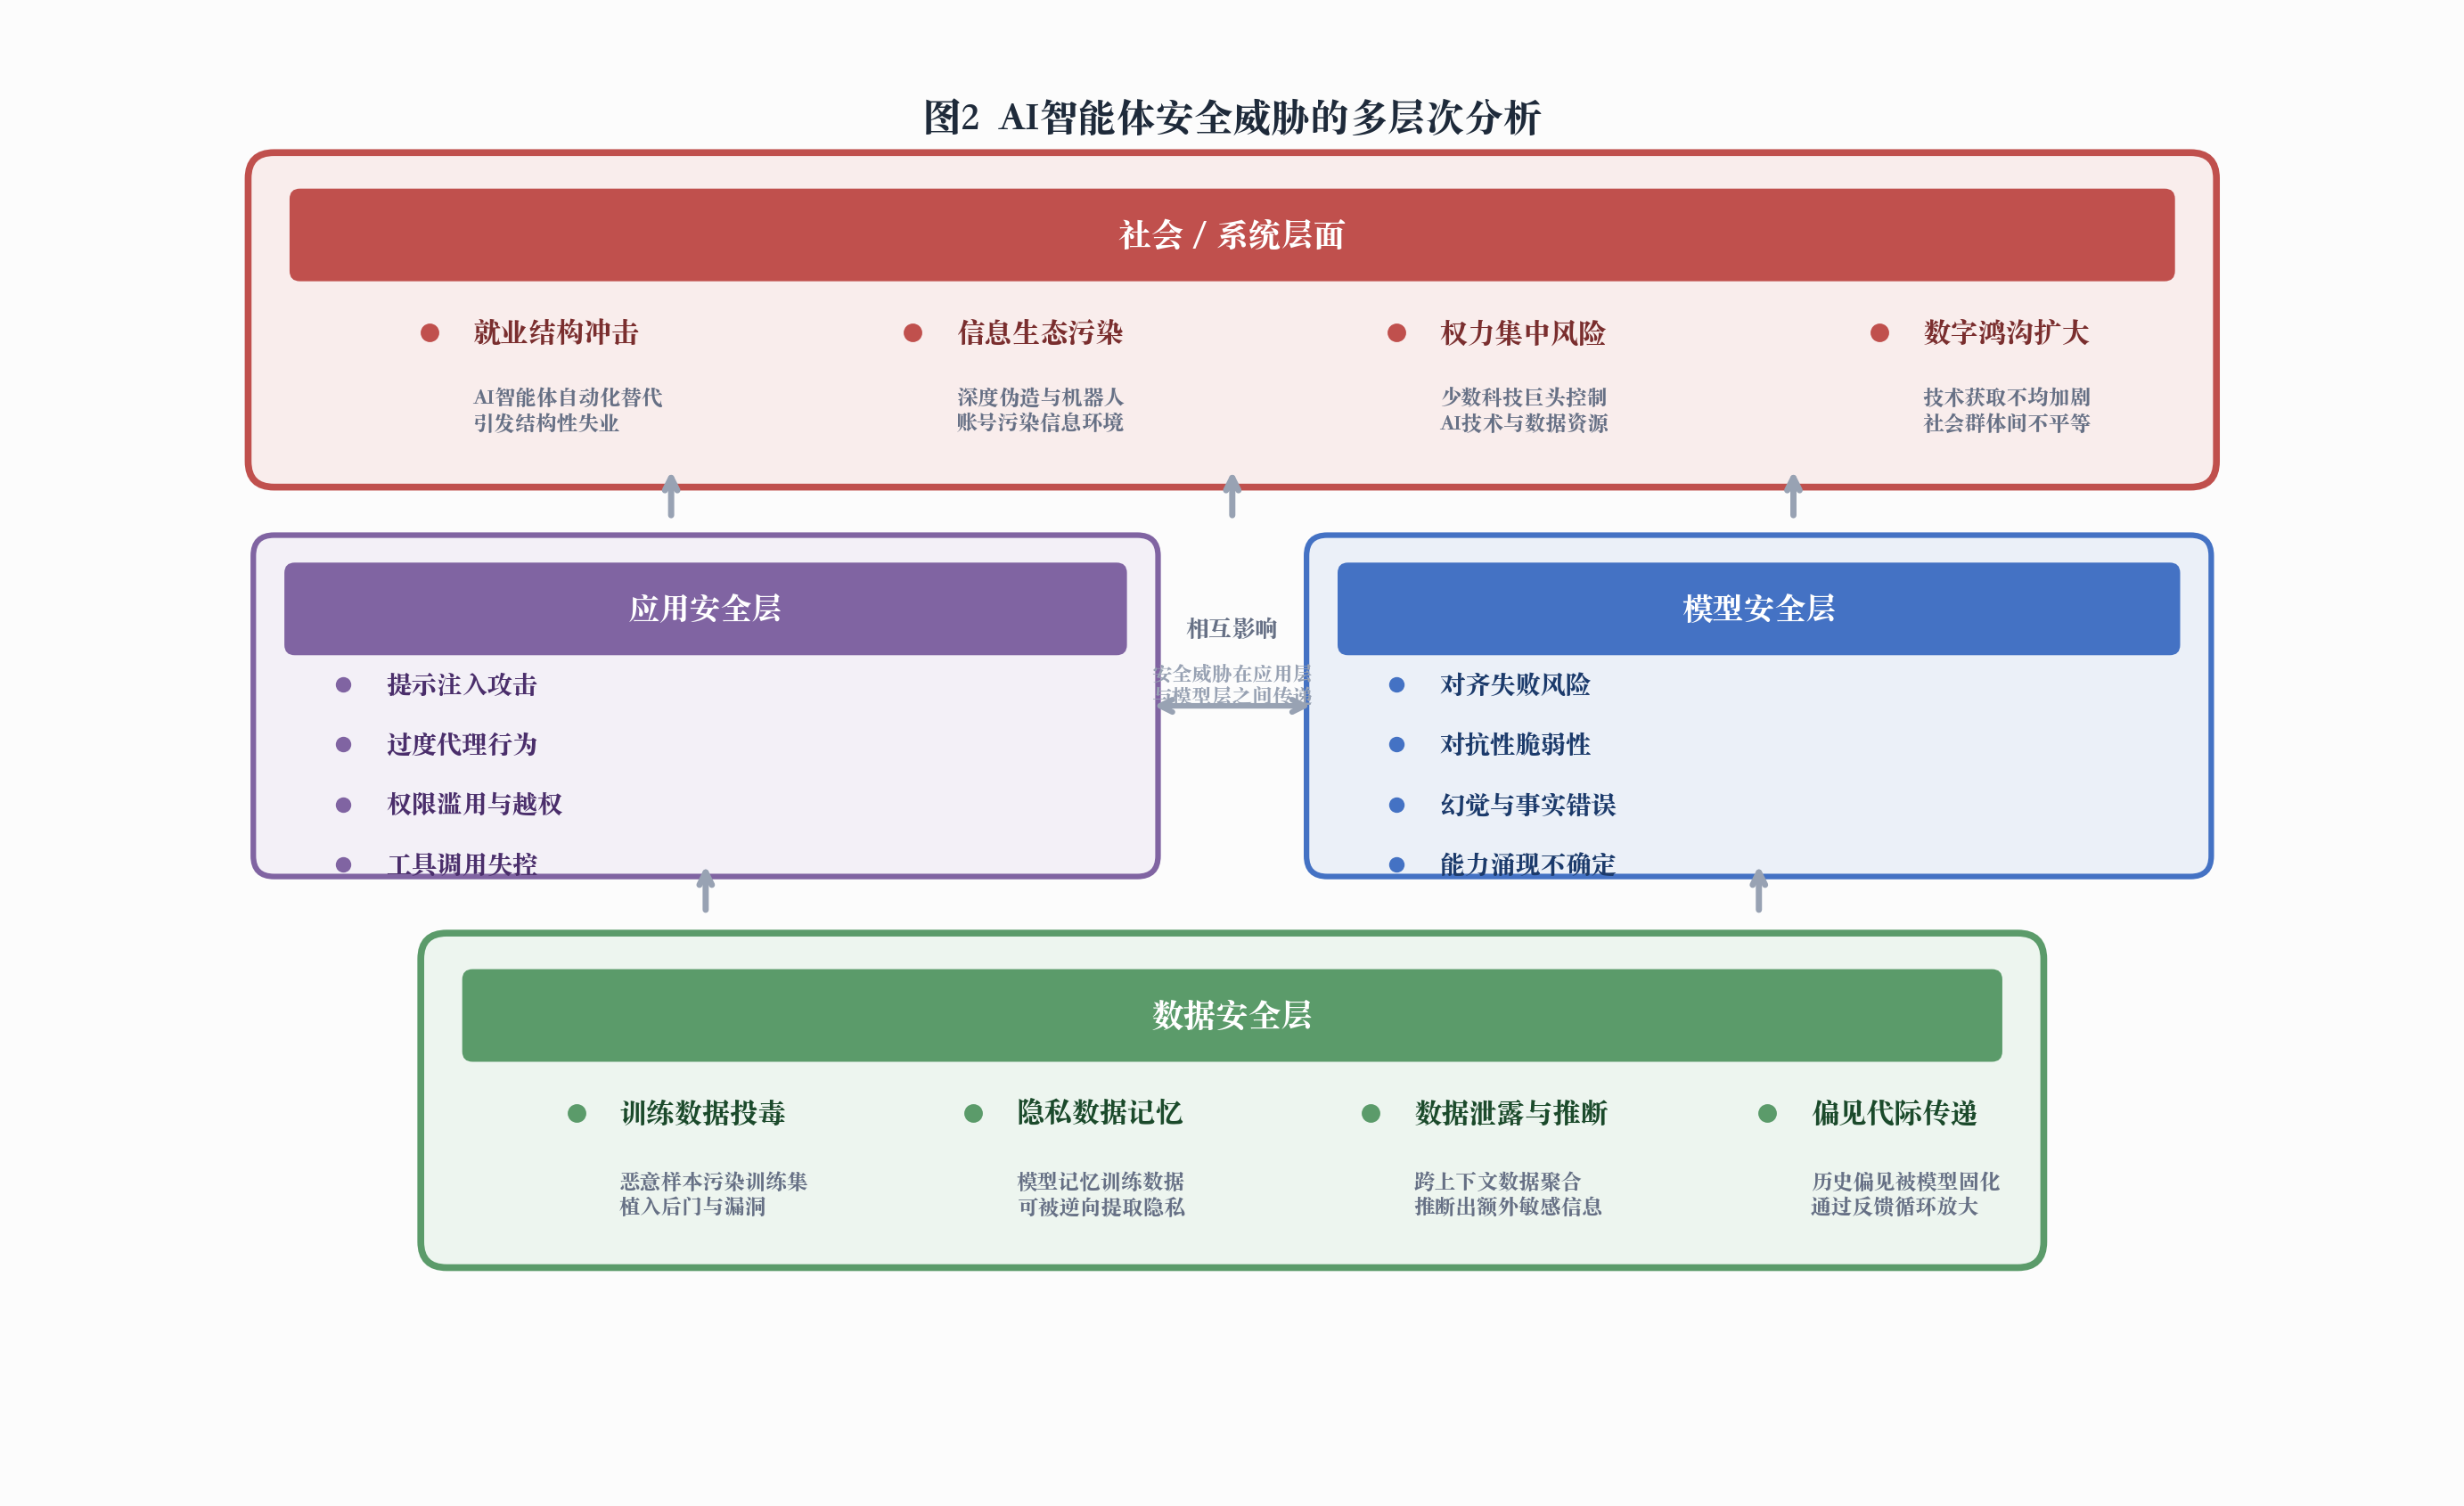 图2 AI智能体安全威胁的多层次分析
社会 / 系统层面
就业结构冲击
AI智能体自动化替代
引发结构性失业
信息生态污染
深度伪造与机器人
账号污染信息环境
权力集中风险
少数科技巨头控制
AI技术与数据资源
数字鸿沟扩大
技术获取不均加剧
社会群体间不平等
应用安全层
提示注入攻击
过度代理行为
权限滥用与越权
工具调用失控
相互影响
安全威胁在应用层
与模型层之间传递
模型安全层
对齐失败风险
对抗性脆弱性
幻觉与事实错误
能力涌现不确定
数据安全层
训练数据投毒
恶意样本污染训练集
植入后门与漏洞
隐私数据记忆
模型记忆训练数据
可被逆向提取隐私
数据泄露与推断
跨上下文数据聚合
推断出额外敏感信息
偏见代际传递
历史偏见被模型固化
通过反馈循环放大